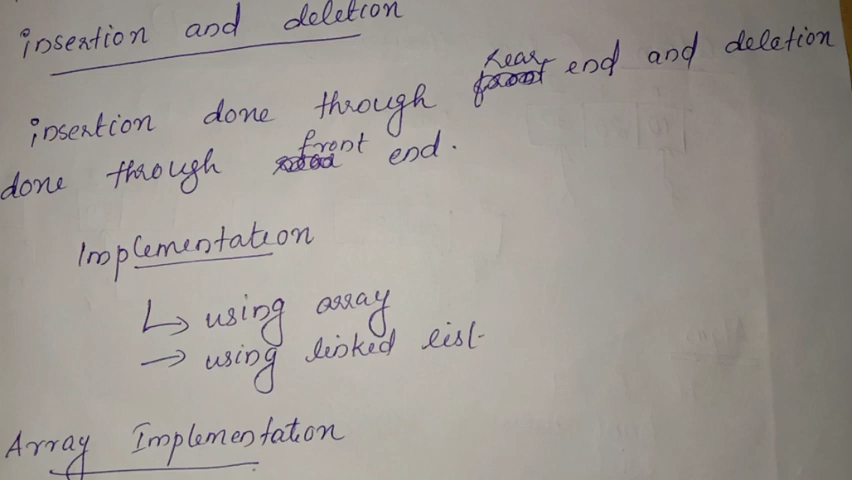 insertion and deletion
insertion done through rear end and deletion
done through front end.
Implementation
↳ using array
→ using linked list
Array Implementation